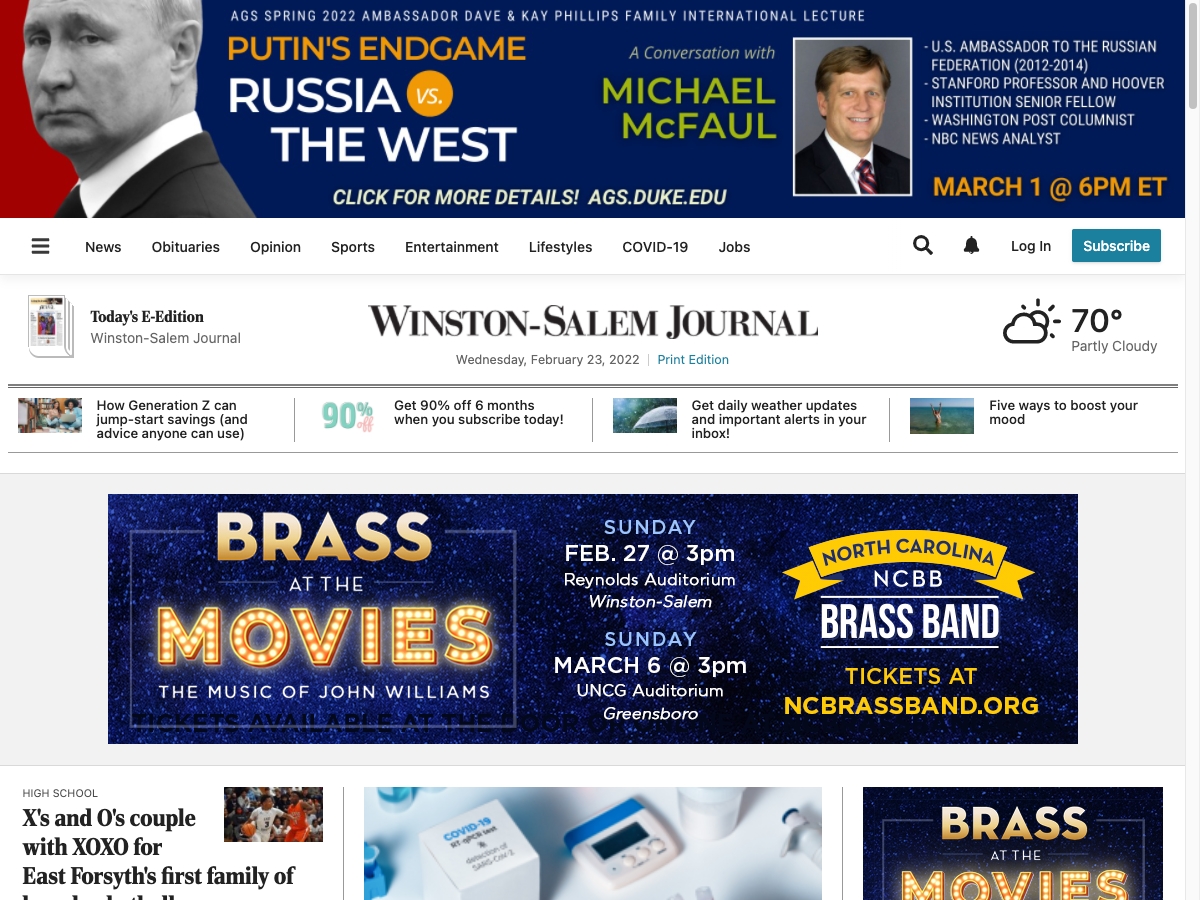 AGS SPRING 2022 AMBASSADOR DAVE & KAY PHILLIPS FAMILY INTERNATIONAL LECTURE
PUTIN'S ENDGAME
RUSSIA VS.
THE WEST
A Conversation with
MICHAEL
McFAUL
- U.S. AMBASSADOR TO THE RUSSIAN
FEDERATION (2012-2014)
- STANFORD PROFESSOR AND HOOVER
INSTITUTION SENIOR FELLOW
- WASHINGTON POST COLUMNIST
- NBC NEWS ANALYST
MARCH 1 @ 6PM ET
CLICK FOR MORE DETAILS! AGS.DUKE.EDU
News Obituaries Opinion Sports Entertainment Lifestyles COVID-19 Jobs Log In Subscribe
Today's E-Edition
Winston-Salem Journal
WINSTON-SALEM JOURNAL
Wednesday, February 23, 2022 | Print Edition
70°
Partly Cloudy
How Generation Z can
jump-start savings (and
advice anyone can use)
90% off
Get 90% off 6 months
when you subscribe today!
Get daily weather updates
and important alerts in your
inbox!
Five ways to boost your
mood
BRASS
AT THE
MOVIES
THE MUSIC OF JOHN WILLIAMS
TICKETS AVAILABLE AT THE
SUNDAY
FEB. 27 @ 3pm
Reynolds Auditorium
Winston-Salem
SUNDAY
MARCH 6 @ 3pm
UNCG Auditorium
Greensboro
NORTH CAROLINA
NCBB
BRASS BAND
TICKETS AT
NCBRASSBAND.ORG
HIGH SCHOOL
X's and O's couple
with XOXO for
East Forsyth's first family of
COVID-19
RT-qPCR test
detection of
SARS-CoV-2
BRASS
AT THE
MOVIES